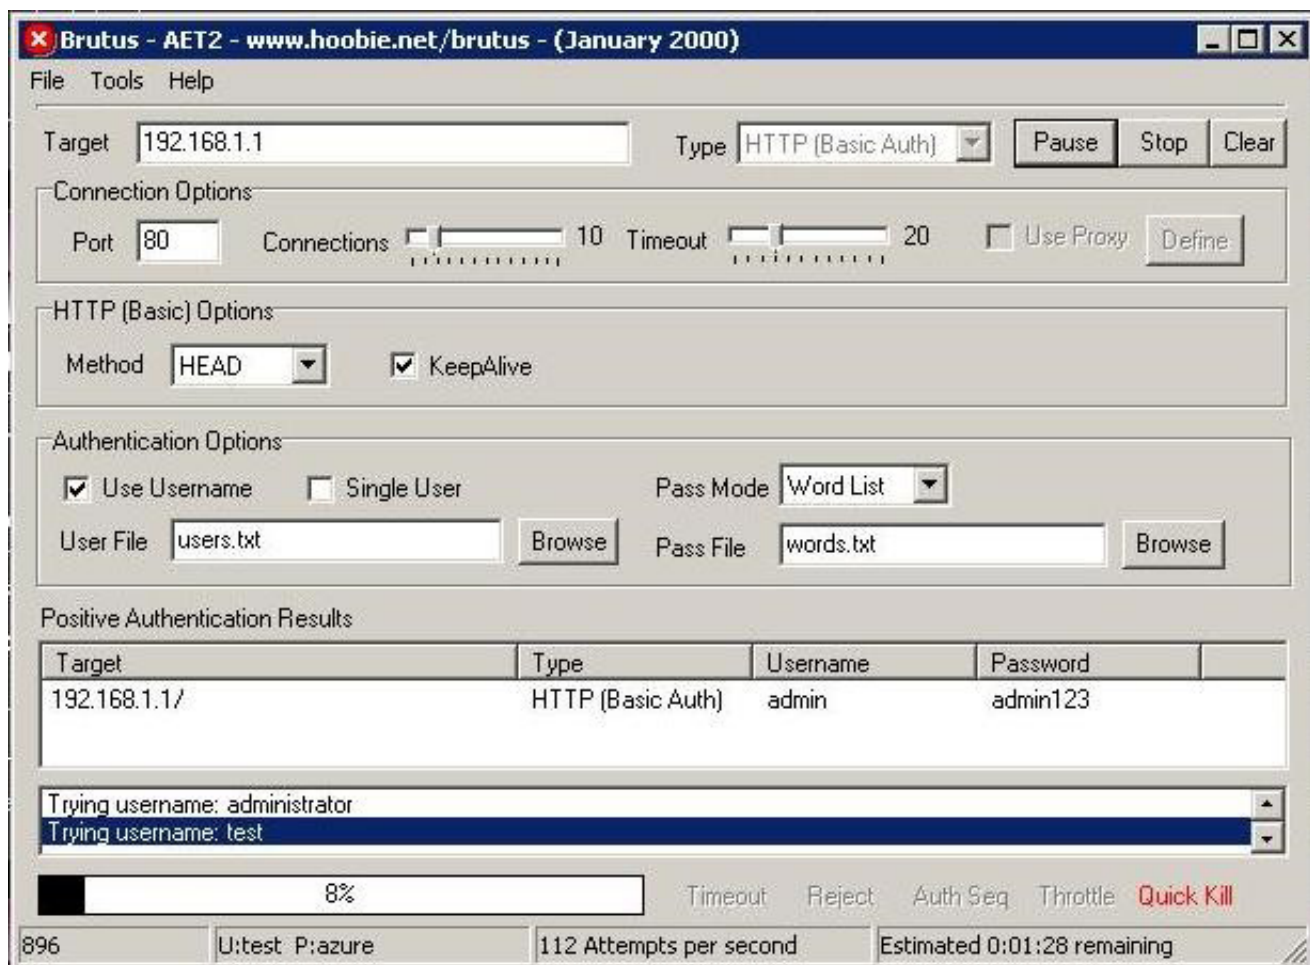 Brutus - AET2 - www.hoobie.net/brutus - (January 2000)
File Tools Help
Target 192.168.1.1 Type HTTP (Basic Auth) Pause Stop Clear
Connection Options
Port 80 Connections 10 Timeout 20 Use Proxy Define
HTTP (Basic) Options
Method HEAD KeepAlive
Authentication Options
Use Username Single User Pass Mode Word List
User File users.txt Browse Pass File words.txt Browse
Positive Authentication Results
Target Type Username Password
192.168.1.1/ HTTP (Basic Auth) admin admin123
Trying username: administrator
Trying username: test
8% Timeout Reject Auth Seq Throttle Quick Kill
896 U:test P:azure 112 Attempts per second Estimated 0:01:28 remaining